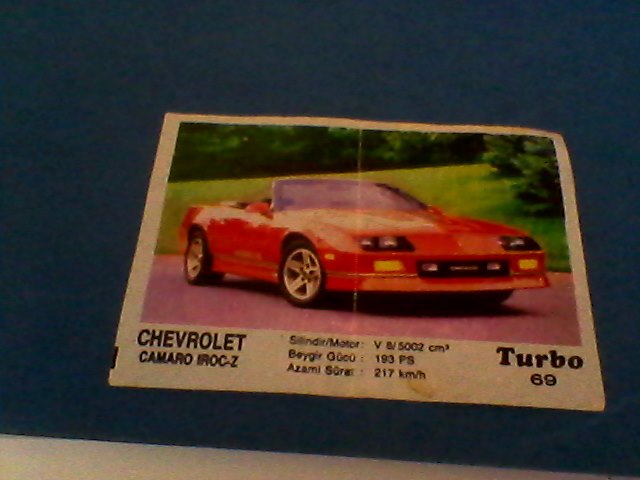 CHEVROLET
CAMARO IROC-Z
Silindir/Motor: V 8/5002 cm³
Beygir Gücü : 193 PS
Azami Sürat : 217 km/h
Turbo
69